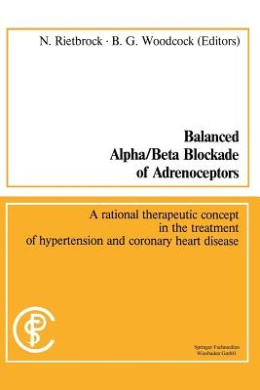 N. Rietbrock · B. G. Woodcock (Editors)
Balanced
Alpha/Beta Blockade
of Adrenoceptors
A rational therapeutic concept
in the treatment
of hypertension and coronary heart disease
Springer Fachmedien
Wiesbaden GmbH